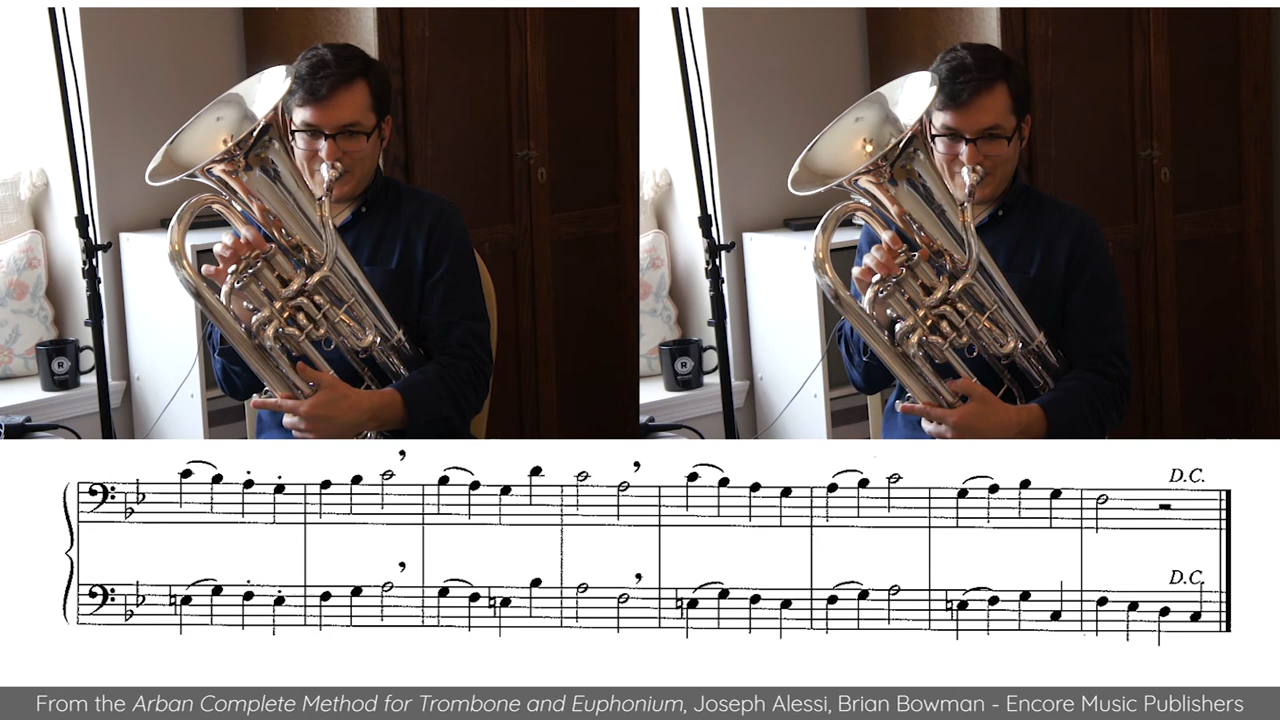 R
D.C.
D.C.
From the Arban Complete Method for Trombone and Euphonium, Joseph Alessi, Brian Bowman - Encore Music Publishers